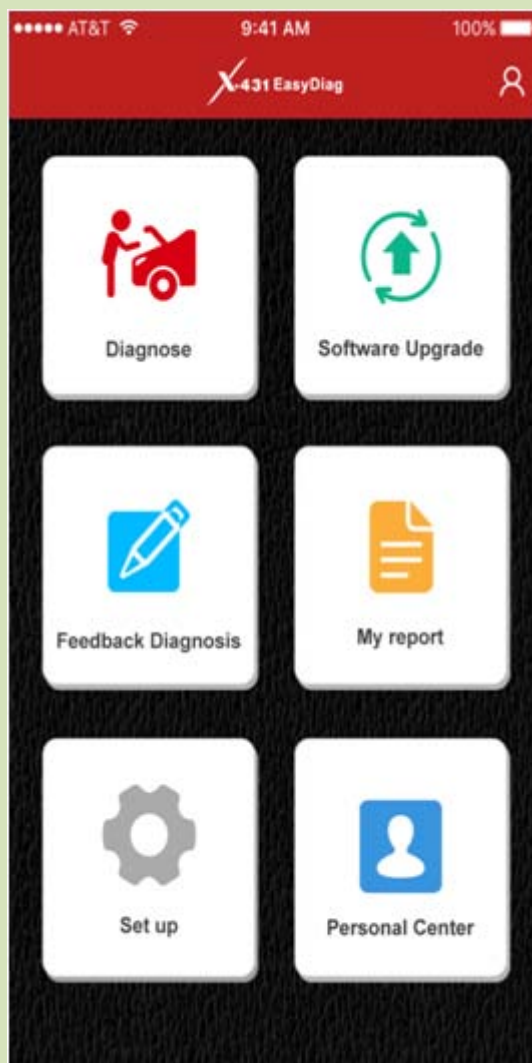 AT&T 9:41 AM 100%
X-431 EasyDiag
Diagnose
Software Upgrade
Feedback Diagnosis
My report
Set up
Personal Center